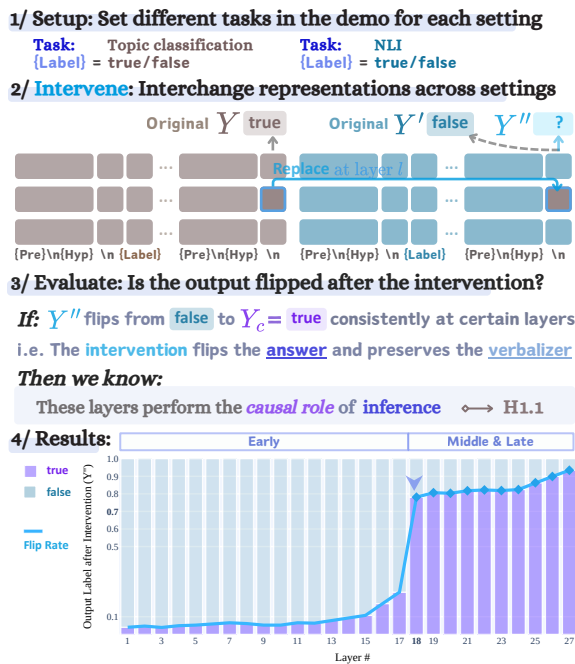 1/ Setup: Set different tasks in the demo for each setting
Task: Topic classification
{Label} = true/false
Task: NLI
{Label} = true/false
2/ Intervene: Interchange representations across settings
Original Y true
Original Y' false Y'' ?
... ...
... ...
Replace at layer l
... ...
... ...
{Pre}\n{Hyp} \n {Label} {Pre}\n{Hyp} \n
{Pre}\n{Hyp} \n {Label} {Pre}\n{Hyp} \n
3/ Evaluate: Is the output flipped after the intervention?
If: Y'' flips from false to Yc = true consistently at certain layers
i.e. The intervention flips the answer and preserves the verbalizer
Then we know:
These layers perform the causal role of inference H1.1
4/ Results:
Early Middle & Late
true
false
Flip Rate
Output Label after Intervention (Y'')
1.0
0.9
0.8
0.7
0.6
0.5
0.1
1 3 5 7 9 11 13 15 17 18 19 21 23 25 27
Layer #